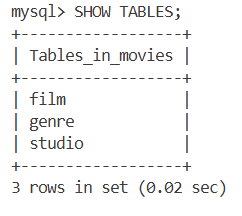 mysql> SHOW TABLES;
+------------------+
| Tables_in_movies |
+------------------+
| film             |
| genre            |
| studio           |
+------------------+
3 rows in set (0.02 sec)